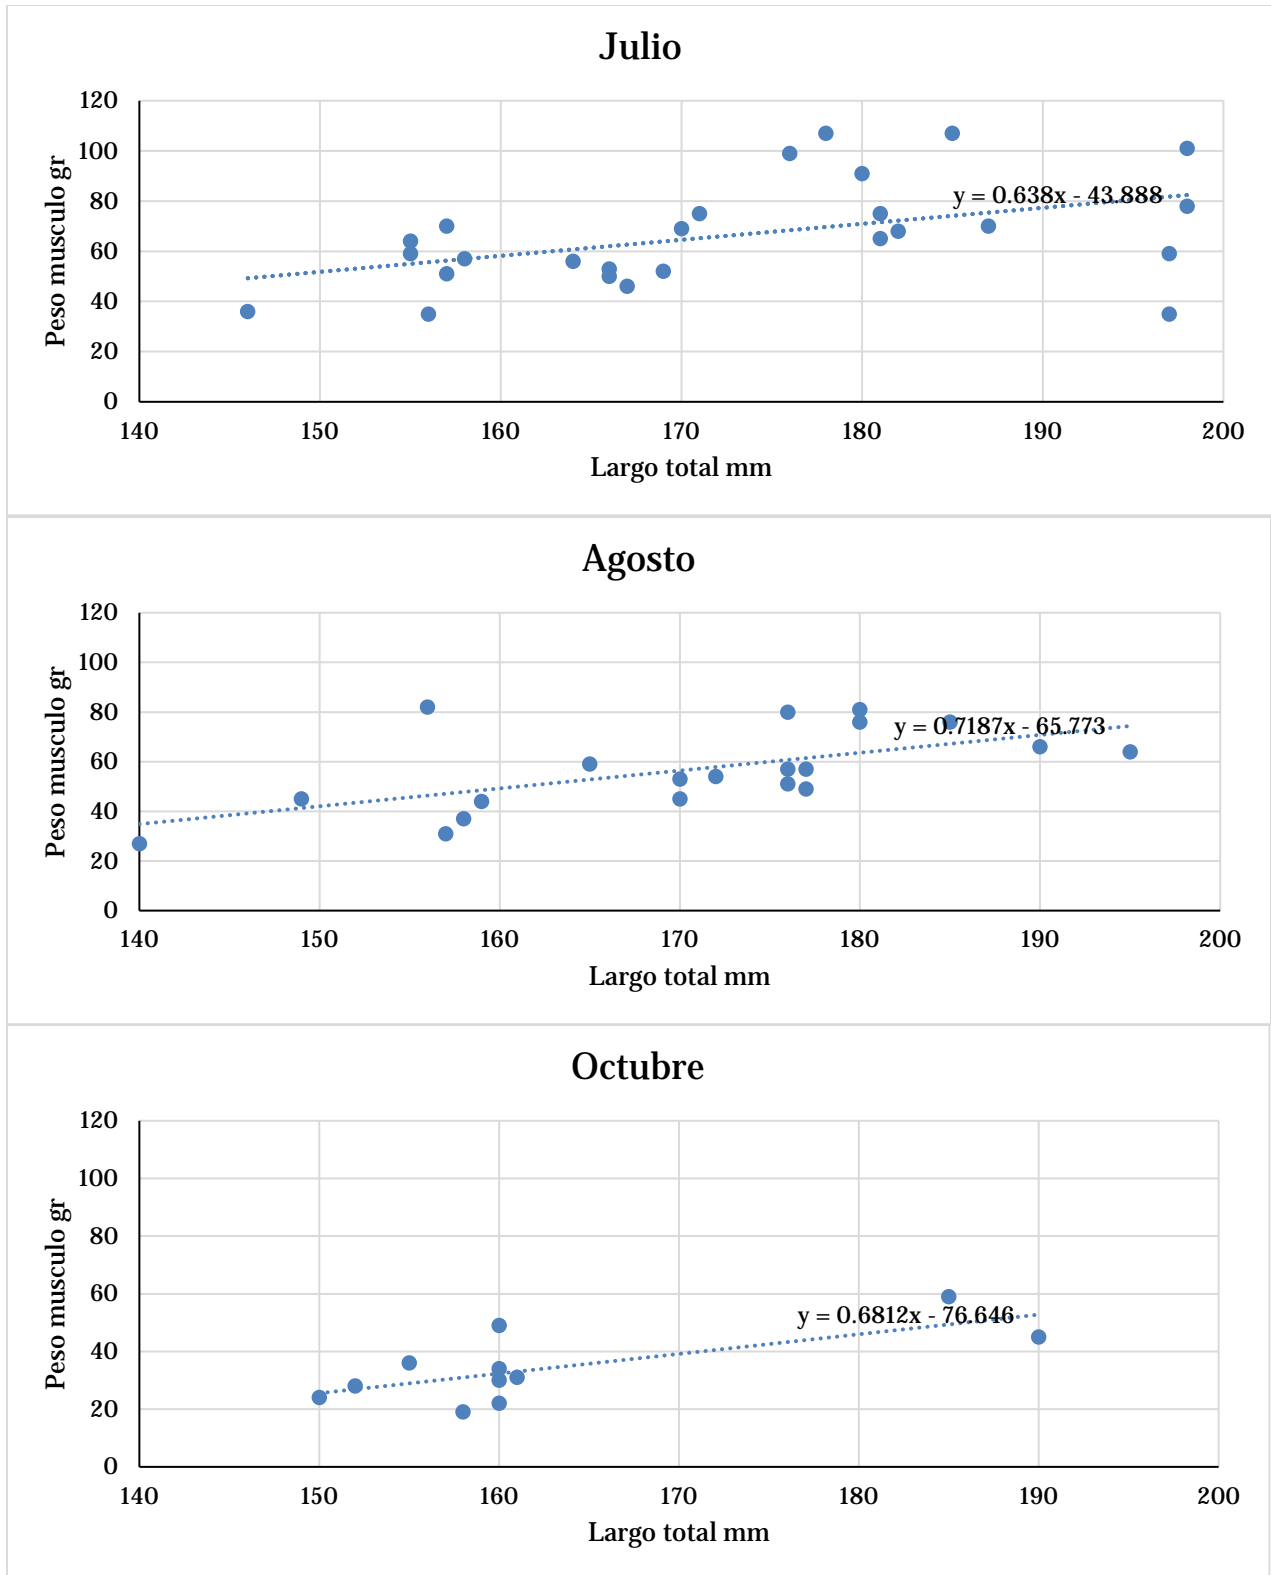 Julio
120
100
80
60
40
20
0
Peso musculo gr
y = 0.638x - 43.888
140 150 160 170 180 190 200
Largo total mm
Agosto
120
100
80
60
40
20
0
Peso musculo gr
y = 0.7187x - 65.773
140 150 160 170 180 190 200
Largo total mm
Octubre
120
100
80
60
40
20
0
Peso musculo gr
y = 0.6812x - 76.646
140 150 160 170 180 190 200
Largo total mm